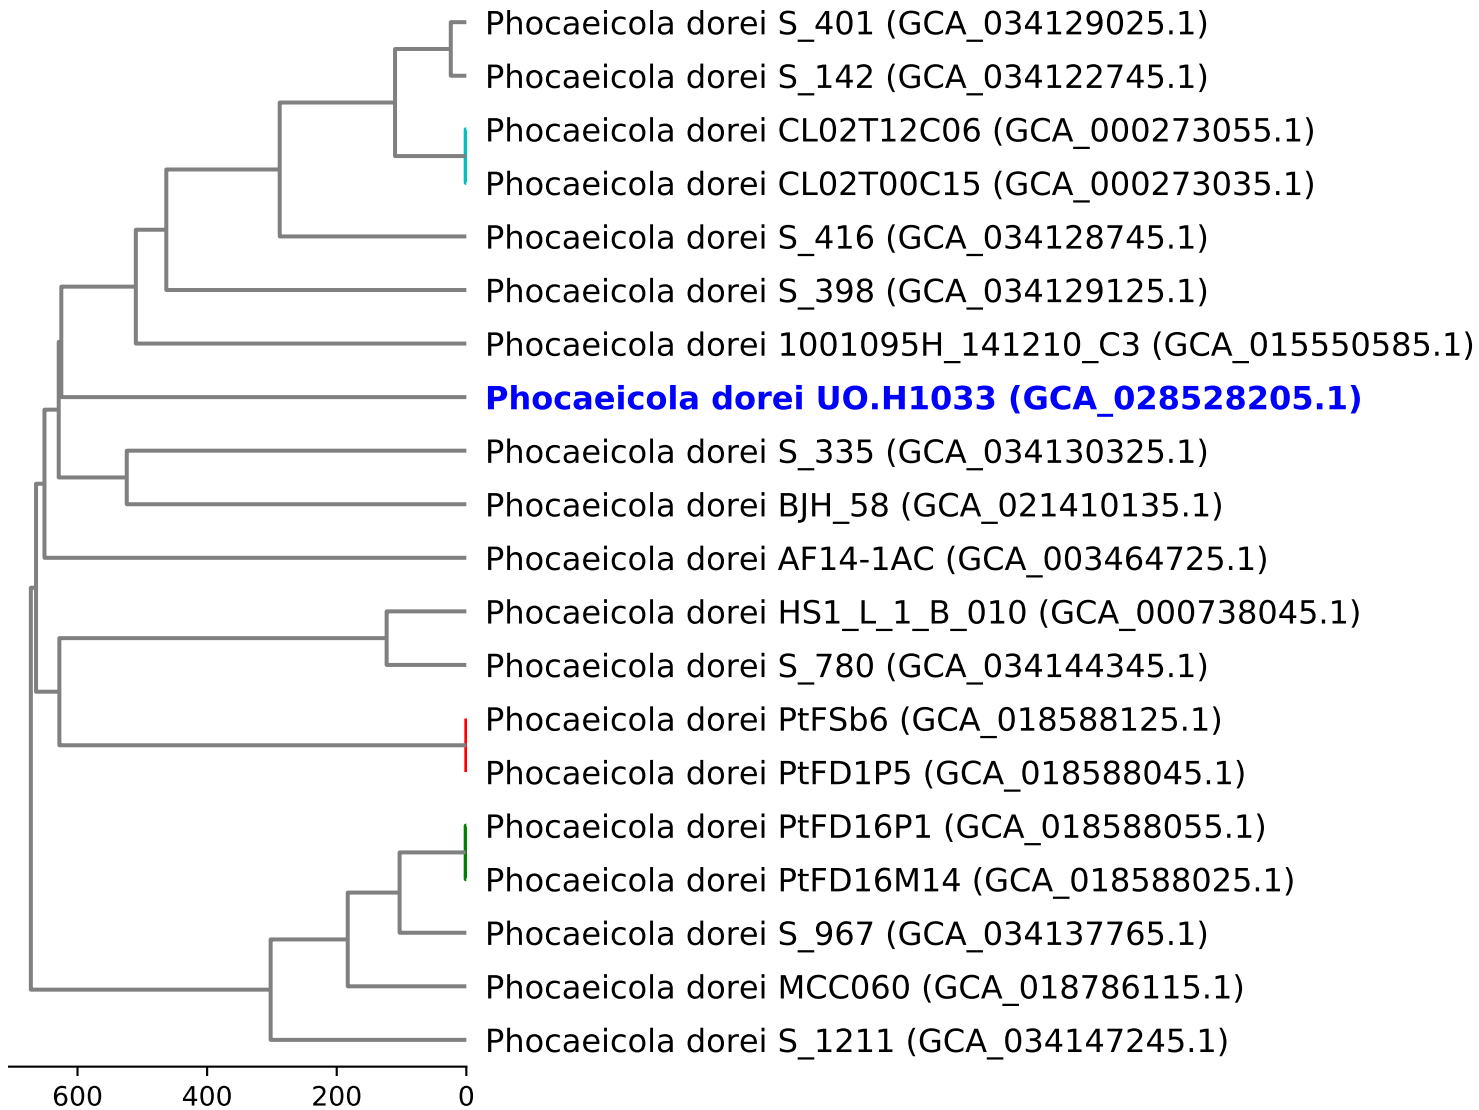 Phocaeicola dorei S_401 (GCA_034129025.1)
Phocaeicola dorei S_142 (GCA_034122745.1)
Phocaeicola dorei CL02T12C06 (GCA_000273055.1)
Phocaeicola dorei CL02T00C15 (GCA_000273035.1)
Phocaeicola dorei S_416 (GCA_034128745.1)
Phocaeicola dorei S_398 (GCA_034129125.1)
Phocaeicola dorei 1001095H_141210_C3 (GCA_015550585.1)
Phocaeicola dorei UO.H1033 (GCA_028528205.1)
Phocaeicola dorei S_335 (GCA_034130325.1)
Phocaeicola dorei BJH_58 (GCA_021410135.1)
Phocaeicola dorei AF14-1AC (GCA_003464725.1)
Phocaeicola dorei HS1_L_1_B_010 (GCA_000738045.1)
Phocaeicola dorei S_780 (GCA_034144345.1)
Phocaeicola dorei PtFSb6 (GCA_018588125.1)
Phocaeicola dorei PtFD1P5 (GCA_018588045.1)
Phocaeicola dorei PtFD16P1 (GCA_018588055.1)
Phocaeicola dorei PtFD16M14 (GCA_018588025.1)
Phocaeicola dorei S_967 (GCA_034137765.1)
Phocaeicola dorei MCC060 (GCA_018786115.1)
Phocaeicola dorei S_1211 (GCA_034147245.1)
600 400 200 0